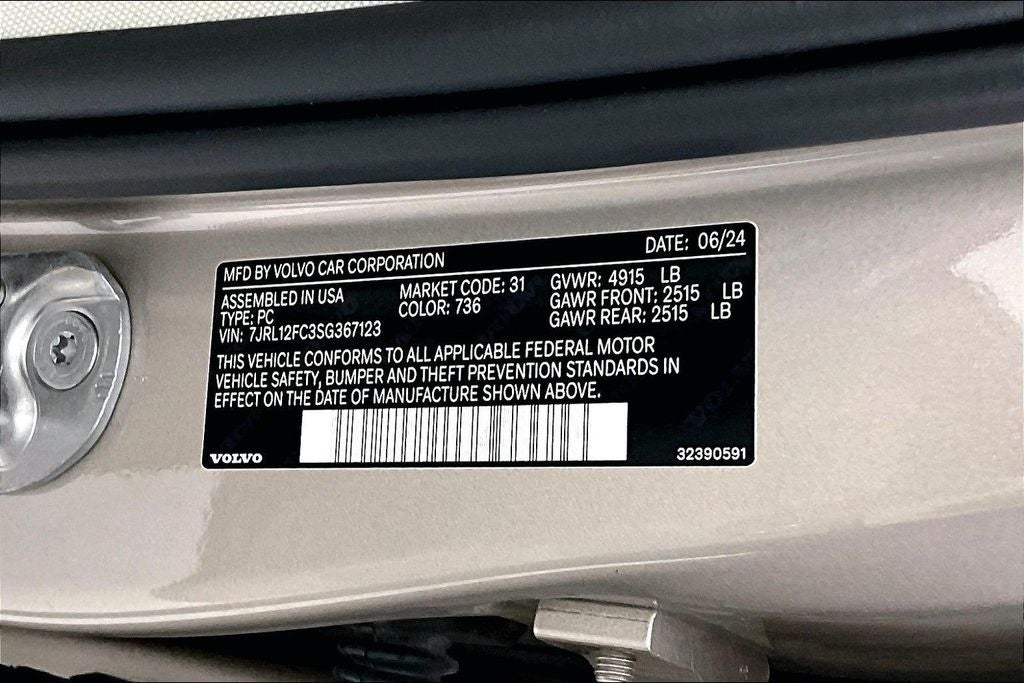 MFD BY VOLVO CAR CORPORATION DATE: 06/24
ASSEMBLED IN USA MARKET CODE: 31 GVWR: 4915 LB
TYPE: PC COLOR: 736 GAWR FRONT: 2515 LB
VIN: 7JRL12FC3SG367123 GAWR REAR: 2515 LB
THIS VEHICLE CONFORMS TO ALL APPLICABLE FEDERAL MOTOR
VEHICLE SAFETY, BUMPER AND THEFT PREVENTION STANDARDS IN
EFFECT ON THE DATE OF MANUFACTURE SHOWN ABOVE.
VOLVO 32390591